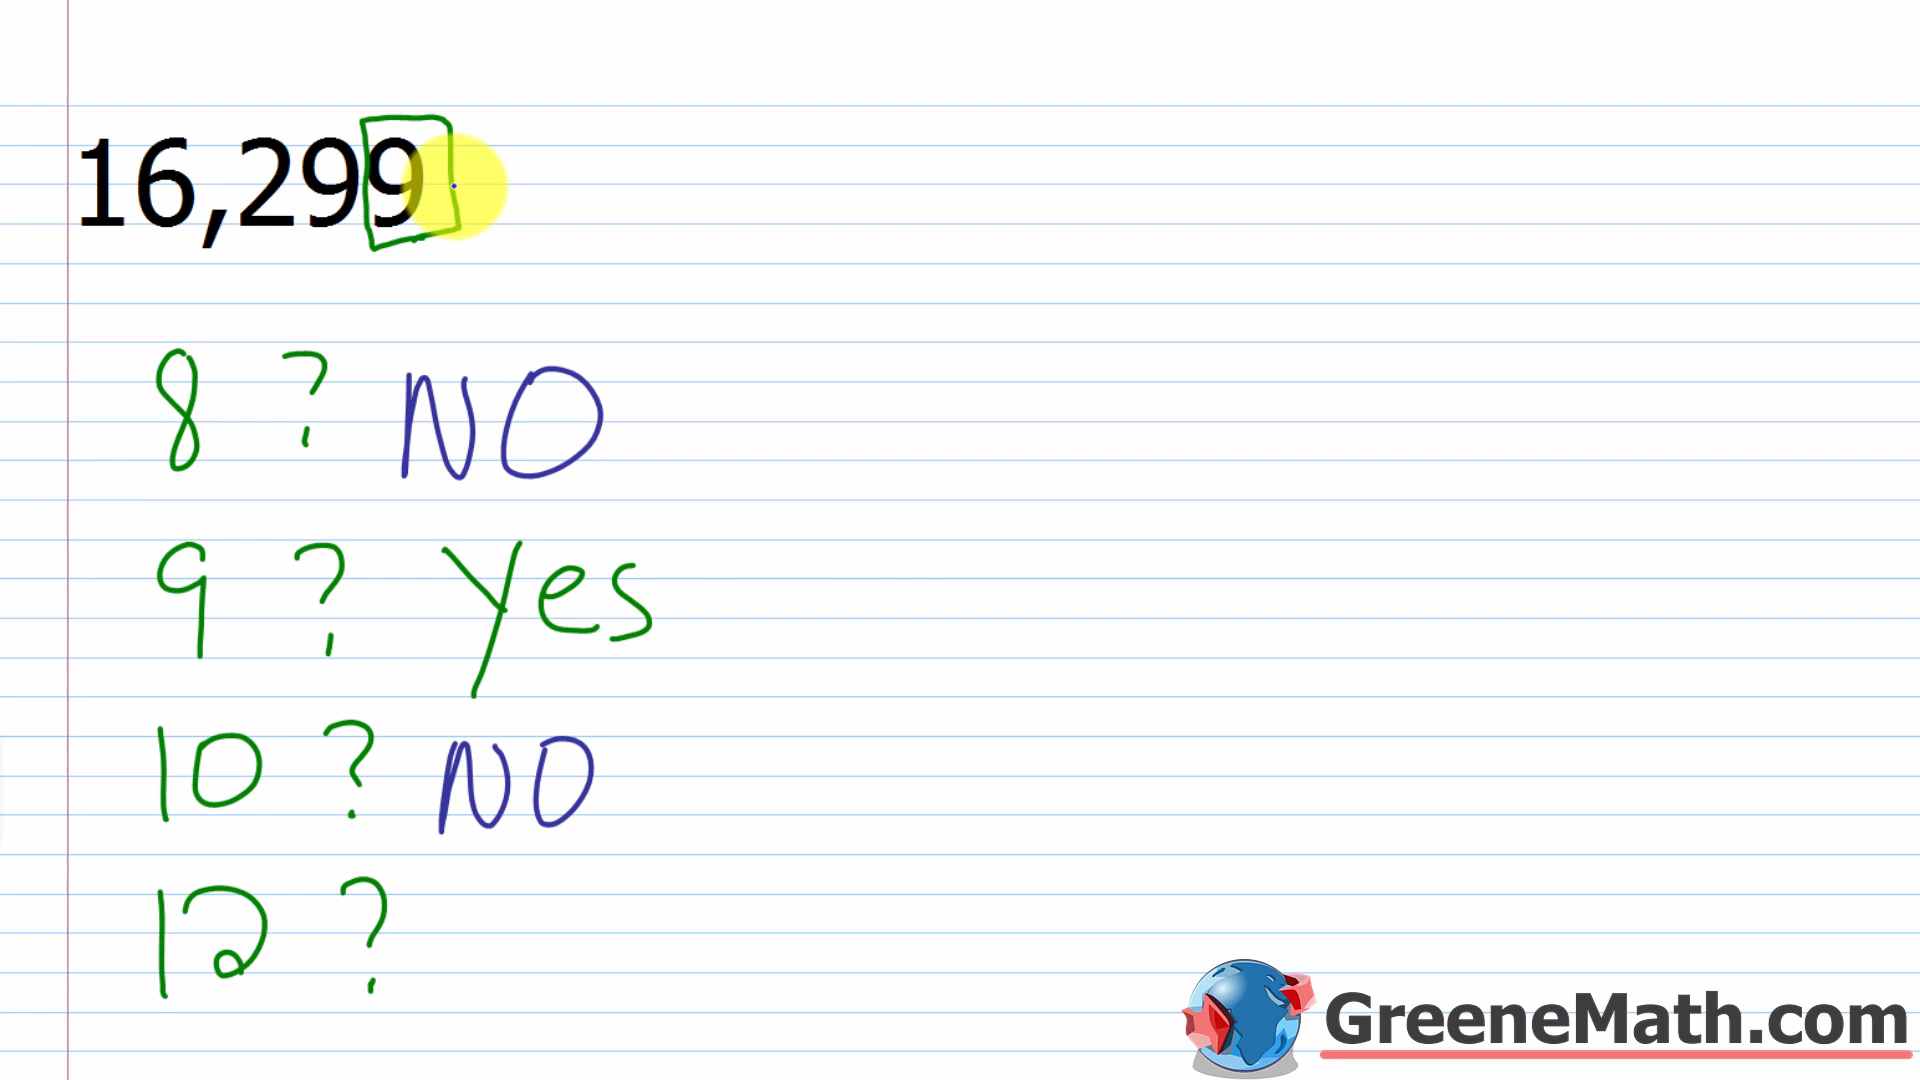 16,299
8 ? NO
9 ? yes
10 ? NO
12 ?
GreeneMath.com